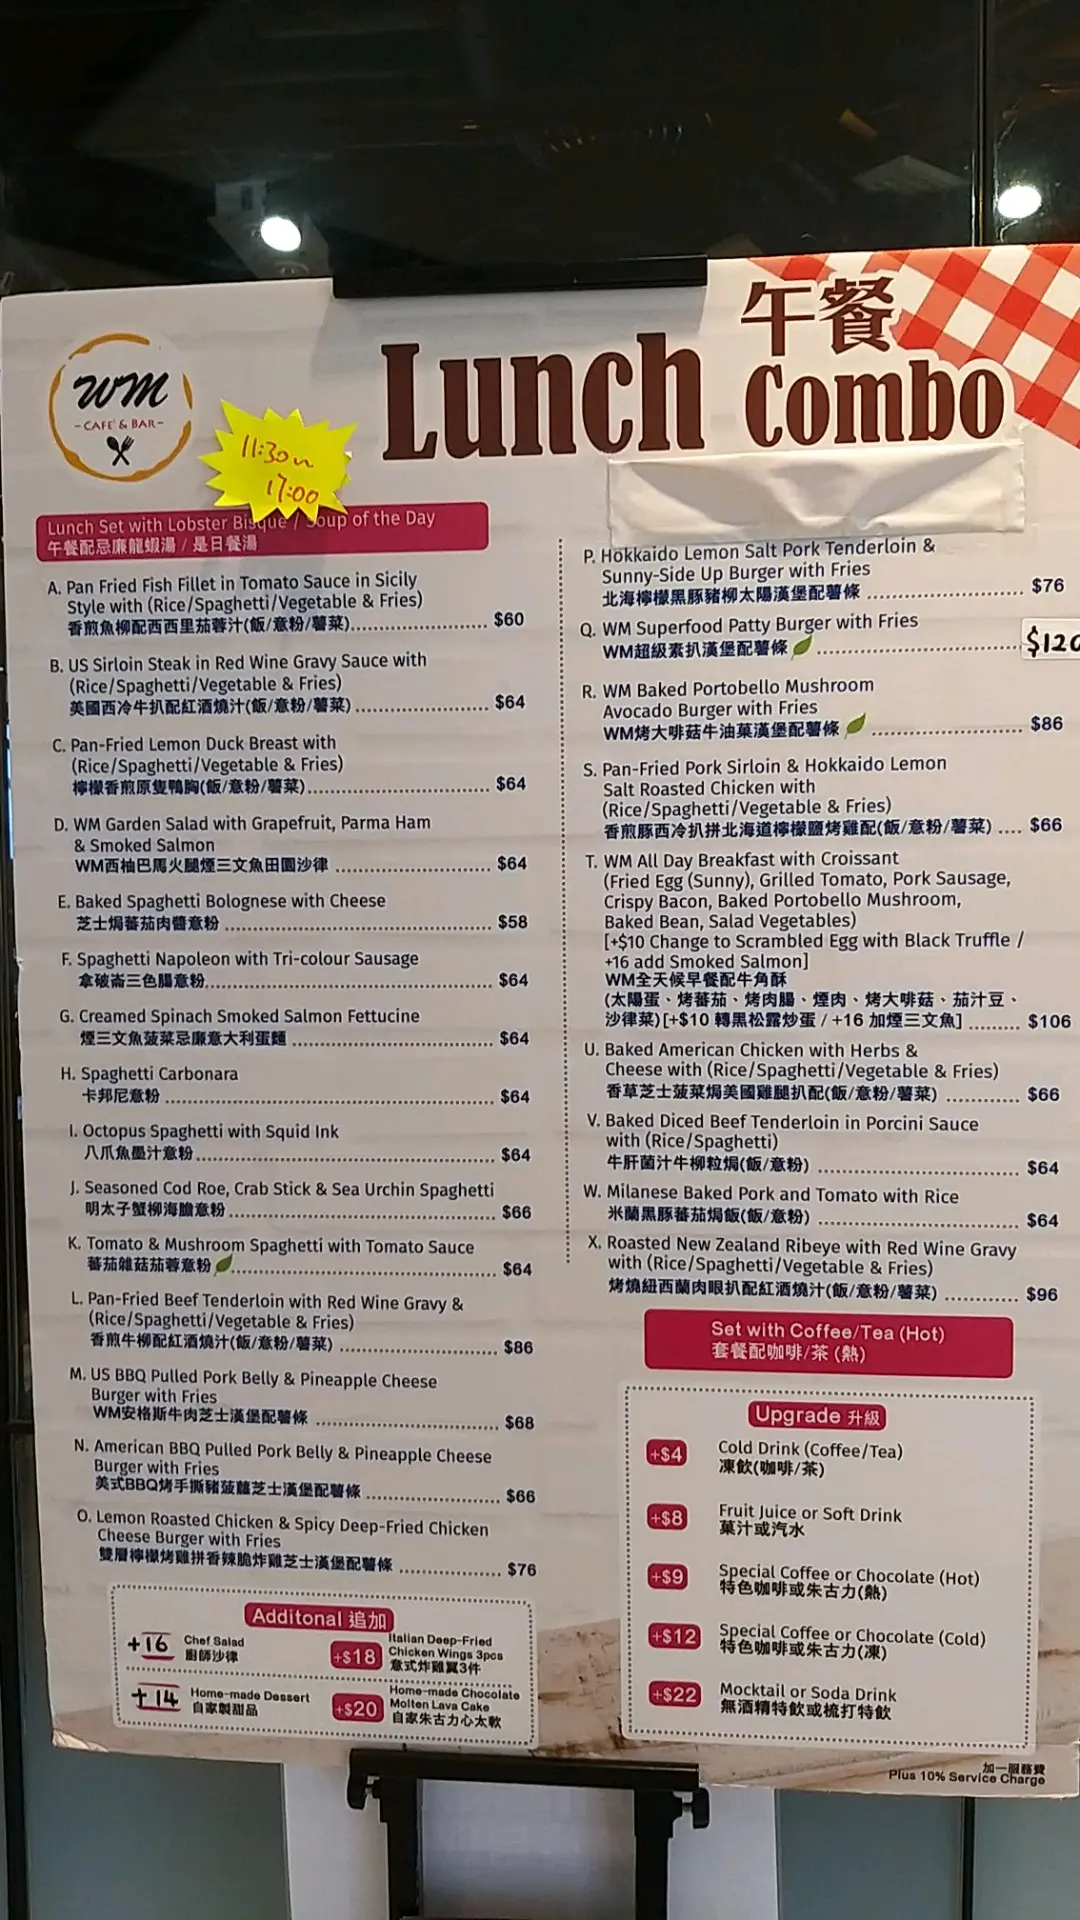 午餐
Lunch Combo
WM
- CAFE' & BAR -
11:30~
17:00
Lunch Set with Lobster Bisque / Soup of the Day
午餐配忌廉龍蝦湯 / 是日餐湯
A. Pan Fried Fish Fillet in Tomato Sauce in Sicily
Style with (Rice/Spaghetti/Vegetable & Fries)
香煎魚柳配西西里茄蓉汁(飯/意粉/薯菜) $60
B. US Sirloin Steak in Red Wine Gravy Sauce with
(Rice/Spaghetti/Vegetable & Fries)
美國西冷牛扒配紅酒燒汁(飯/意粉/薯菜) $64
C. Pan-Fried Lemon Duck Breast with
(Rice/Spaghetti/Vegetable & Fries)
檸檬香煎原隻鴨胸(飯/意粉/薯菜) $64
D. WM Garden Salad with Grapefruit, Parma Ham
& Smoked Salmon
WM西柚巴馬火腿煙三文魚田園沙律 $64
E. Baked Spaghetti Bolognese with Cheese
芝士焗蕃茄肉醬意粉 $58
F. Spaghetti Napoleon with Tri-colour Sausage
拿破崙三色腸意粉 $64
G. Creamed Spinach Smoked Salmon Fettucine
煙三文魚菠菜忌廉意大利蛋麵 $64
H. Spaghetti Carbonara
卡邦尼意粉 $64
I. Octopus Spaghetti with Squid Ink
八爪魚墨汁意粉 $64
J. Seasoned Cod Roe, Crab Stick & Sea Urchin Spaghetti
明太子蟹柳海膽意粉 $66
K. Tomato & Mushroom Spaghetti with Tomato Sauce
蕃茄雜菇茄蓉意粉 $64
L. Pan-Fried Beef Tenderloin with Red Wine Gravy &
(Rice/Spaghetti/Vegetable & Fries)
香煎牛柳配紅酒燒汁(飯/意粉/薯菜) $86
M. US BBQ Pulled Pork Belly & Pineapple Cheese
Burger with Fries
WM安格斯牛肉芝士漢堡配薯條 $68
N. American BBQ Pulled Pork Belly & Pineapple Cheese
Burger with Fries
美式BBQ烤手撕豬菠蘿芝士漢堡配薯條 $66
O. Lemon Roasted Chicken & Spicy Deep-Fried Chicken
Cheese Burger with Fries
雙層檸檬烤雞拼香辣脆炸雞芝士漢堡配薯條 $76
Additonal 追加
+16 Chef Salad
廚師沙律
+$18 Italian Deep-Fried
Chicken Wings 3pcs
意式炸雞翼3件
+14 Home-made Dessert
自家製甜品
+$20 Home-made Chocolate
Molten Lava Cake
自家朱古力心太軟
P. Hokkaido Lemon Salt Pork Tenderloin &
Sunny-Side Up Burger with Fries
北海檸檬黑豚豬柳太陽漢堡配薯條 $76
Q. WM Superfood Patty Burger with Fries
WM超級素扒漢堡配薯條 $120
R. WM Baked Portobello Mushroom
Avocado Burger with Fries
WM烤大啡菇牛油菓漢堡配薯條 $86
S. Pan-Fried Pork Sirloin & Hokkaido Lemon
Salt Roasted Chicken with
(Rice/Spaghetti/Vegetable & Fries)
香煎豚西冷扒拼北海道檸檬鹽烤雞配(飯/意粉/薯菜) $66
T. WM All Day Breakfast with Croissant
(Fried Egg (Sunny), Grilled Tomato, Pork Sausage,
Crispy Bacon, Baked Portobello Mushroom,
Baked Bean, Salad Vegetables)
[+$10 Change to Scrambled Egg with Black Truffle /
+16 add Smoked Salmon]
WM全天候早餐配牛角酥
(太陽蛋、烤蕃茄、烤肉腸、煙肉、烤大啡菇、茄汁豆、
沙律菜)[+$10 轉黑松露炒蛋 / +16 加煙三文魚] $106
U. Baked American Chicken with Herbs &
Cheese with (Rice/Spaghetti/Vegetable & Fries)
香草芝士菠菜焗美國雞腿扒配(飯/意粉/薯菜) $66
V. Baked Diced Beef Tenderloin in Porcini Sauce
with (Rice/Spaghetti)
牛肝菌汁牛柳粒焗(飯/意粉) $64
W. Milanese Baked Pork and Tomato with Rice
米蘭黑豚蕃茄焗飯(飯/意粉) $64
X. Roasted New Zealand Ribeye with Red Wine Gravy
with (Rice/Spaghetti/Vegetable & Fries)
烤燒紐西蘭肉眼扒配紅酒燒汁(飯/意粉/薯菜) $96
Set with Coffee/Tea (Hot)
套餐配咖啡/茶 (熱)
Upgrade 升級
+$4 Cold Drink (Coffee/Tea)
凍飲(咖啡/茶)
+$8 Fruit Juice or Soft Drink
菓汁或汽水
+$9 Special Coffee or Chocolate (Hot)
特色咖啡或朱古力(熱)
+$12 Special Coffee or Chocolate (Cold)
特色咖啡或朱古力(凍)
+$22 Mocktail or Soda Drink
無酒精特飲或梳打特飲
加一服務費
Plus 10% Service Charge